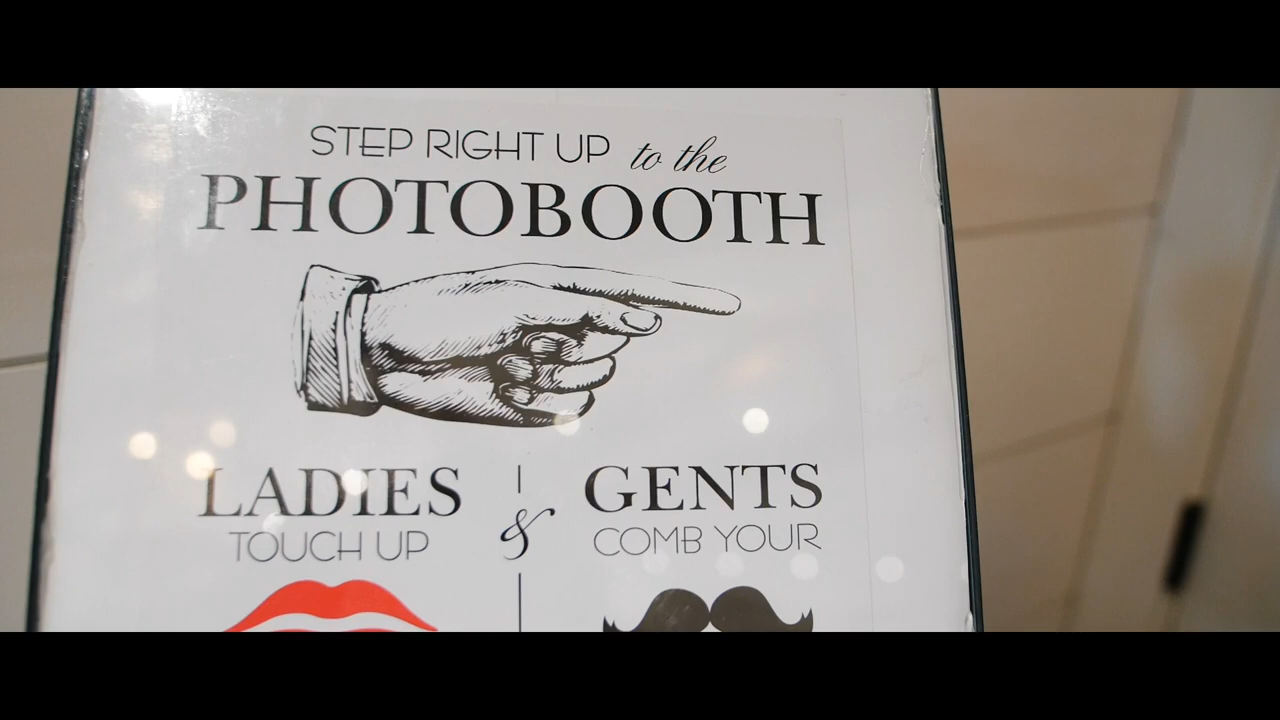 STEP RIGHT UP to the
PHOTOBOOTH
LADIES & GENTS
TOUCH UP COMB YOUR